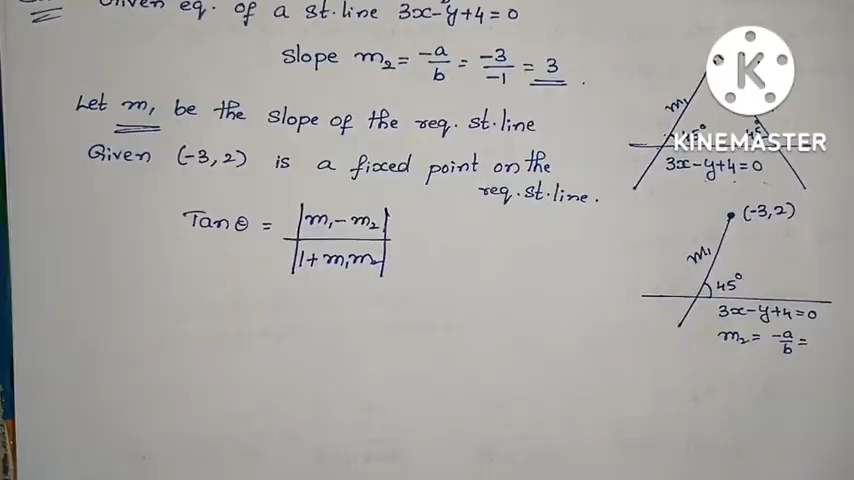 Given eq. of a st. line 3x-y+4=0
Slope m₂ = -a/b = -3/-1 = 3 .
Let m₁ be the slope of the req. st. line
Given (-3,2) is a fixed point on the
req. st. line.
Tan θ = |m₁ - m₂| / |1 + m₁m₂|
K
KINEMASTER
m₁
45°
45°
3x-y+4=0
(-3,2)
m₁
45°
3x-y+4=0
m₂ = -a/b =